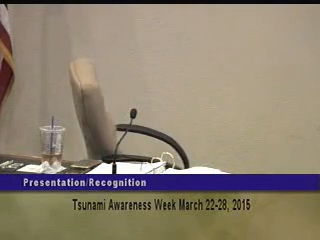 Presentation/Recognition
Tsunami Awareness Week March 22-28, 2015